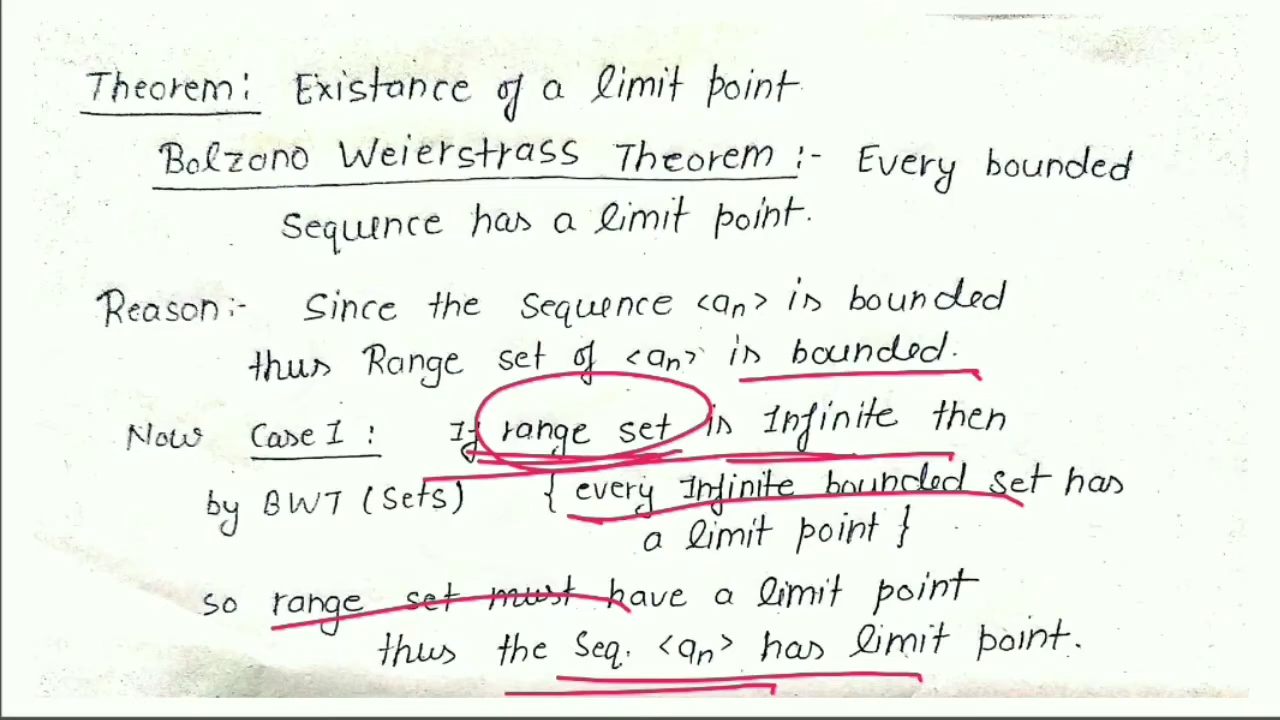 Theorem: Existance of a limit point
Bolzano Weierstrass Theorem :- Every bounded
Sequence has a limit point.
Reason:- Since the Sequence <an> is bounded
thus Range set of <an> is bounded.
Now Case I : If range set is Infinite then
by BWT (Sets) { every Infinite bounded set has
a limit point }
so range set must have a limit point
thus the Seq. <an> has limit point.